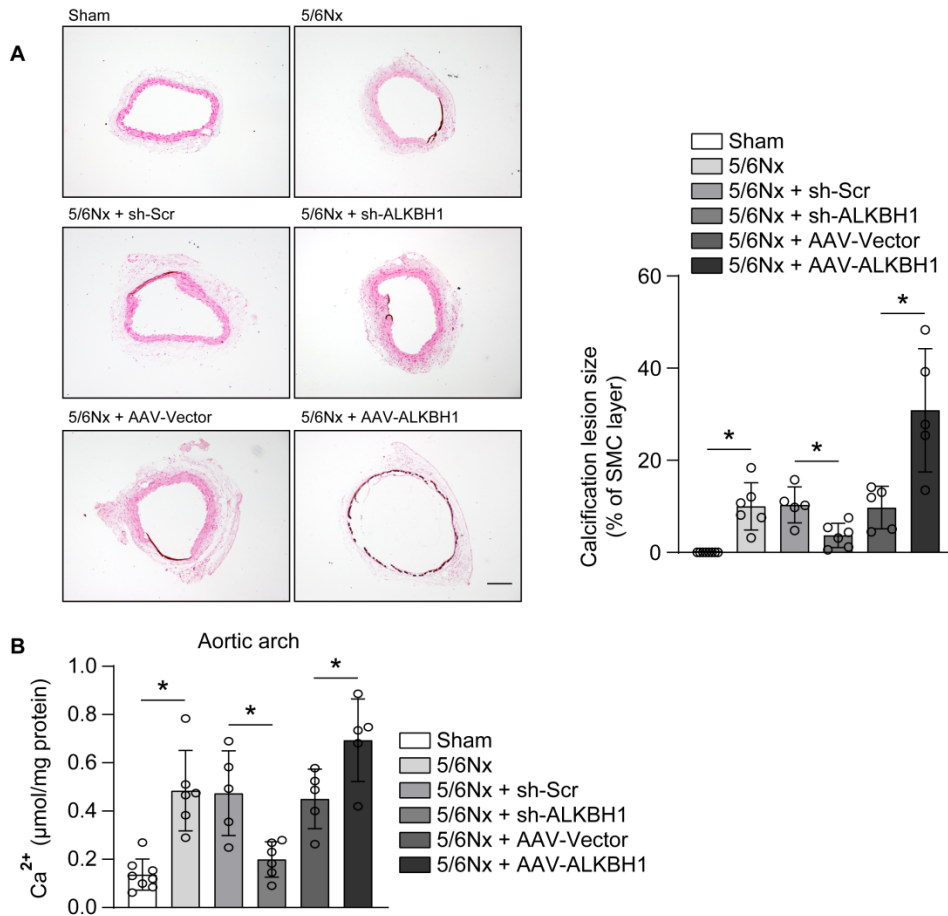 A
Sham
5/6Nx
5/6Nx + sh-Scr
5/6Nx + sh-ALKBH1
5/6Nx + AAV-Vector
5/6Nx + AAV-ALKBH1
Sham
5/6Nx
5/6Nx + sh-Scr
5/6Nx + sh-ALKBH1
5/6Nx + AAV-Vector
5/6Nx + AAV-ALKBH1
Calcification lesion size
(% of SMC layer)
60
40
20
0
*
*
*
B
Aortic arch
Ca²⁺ (μmol/mg protein)
1.0
0.8
0.6
0.4
0.2
0.0
*
*
*
Sham
5/6Nx
5/6Nx + sh-Scr
5/6Nx + sh-ALKBH1
5/6Nx + AAV-Vector
5/6Nx + AAV-ALKBH1